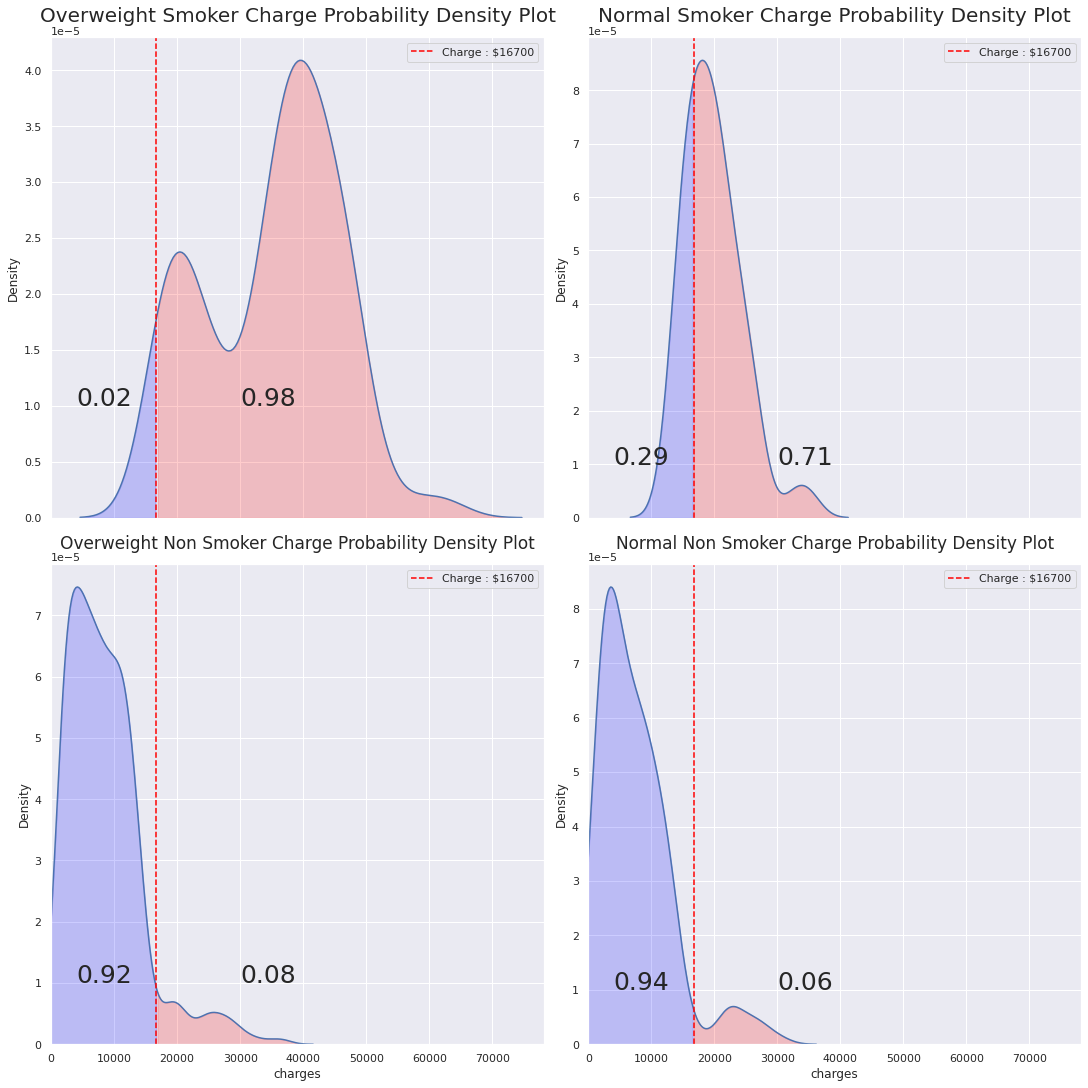 Overweight Smoker Charge Probability Density Plot
1e−5
Charge : $16700
4.0
3.5
3.0
2.5
2.0
1.5
1.0
0.5
0.0
Density
0.02
0.98
Normal Smoker Charge Probability Density Plot
1e−5
Charge : $16700
8
7
6
5
4
3
2
1
0
Density
0.29
0.71
Overweight Non Smoker Charge Probability Density Plot
1e−5
Charge : $16700
7
6
5
4
3
2
1
0
Density
0.92
0.08
0 10000 20000 30000 40000 50000 60000 70000
charges
Normal Non Smoker Charge Probability Density Plot
1e−5
Charge : $16700
8
7
6
5
4
3
2
1
0
Density
0.94
0.06
0 10000 20000 30000 40000 50000 60000 70000
charges